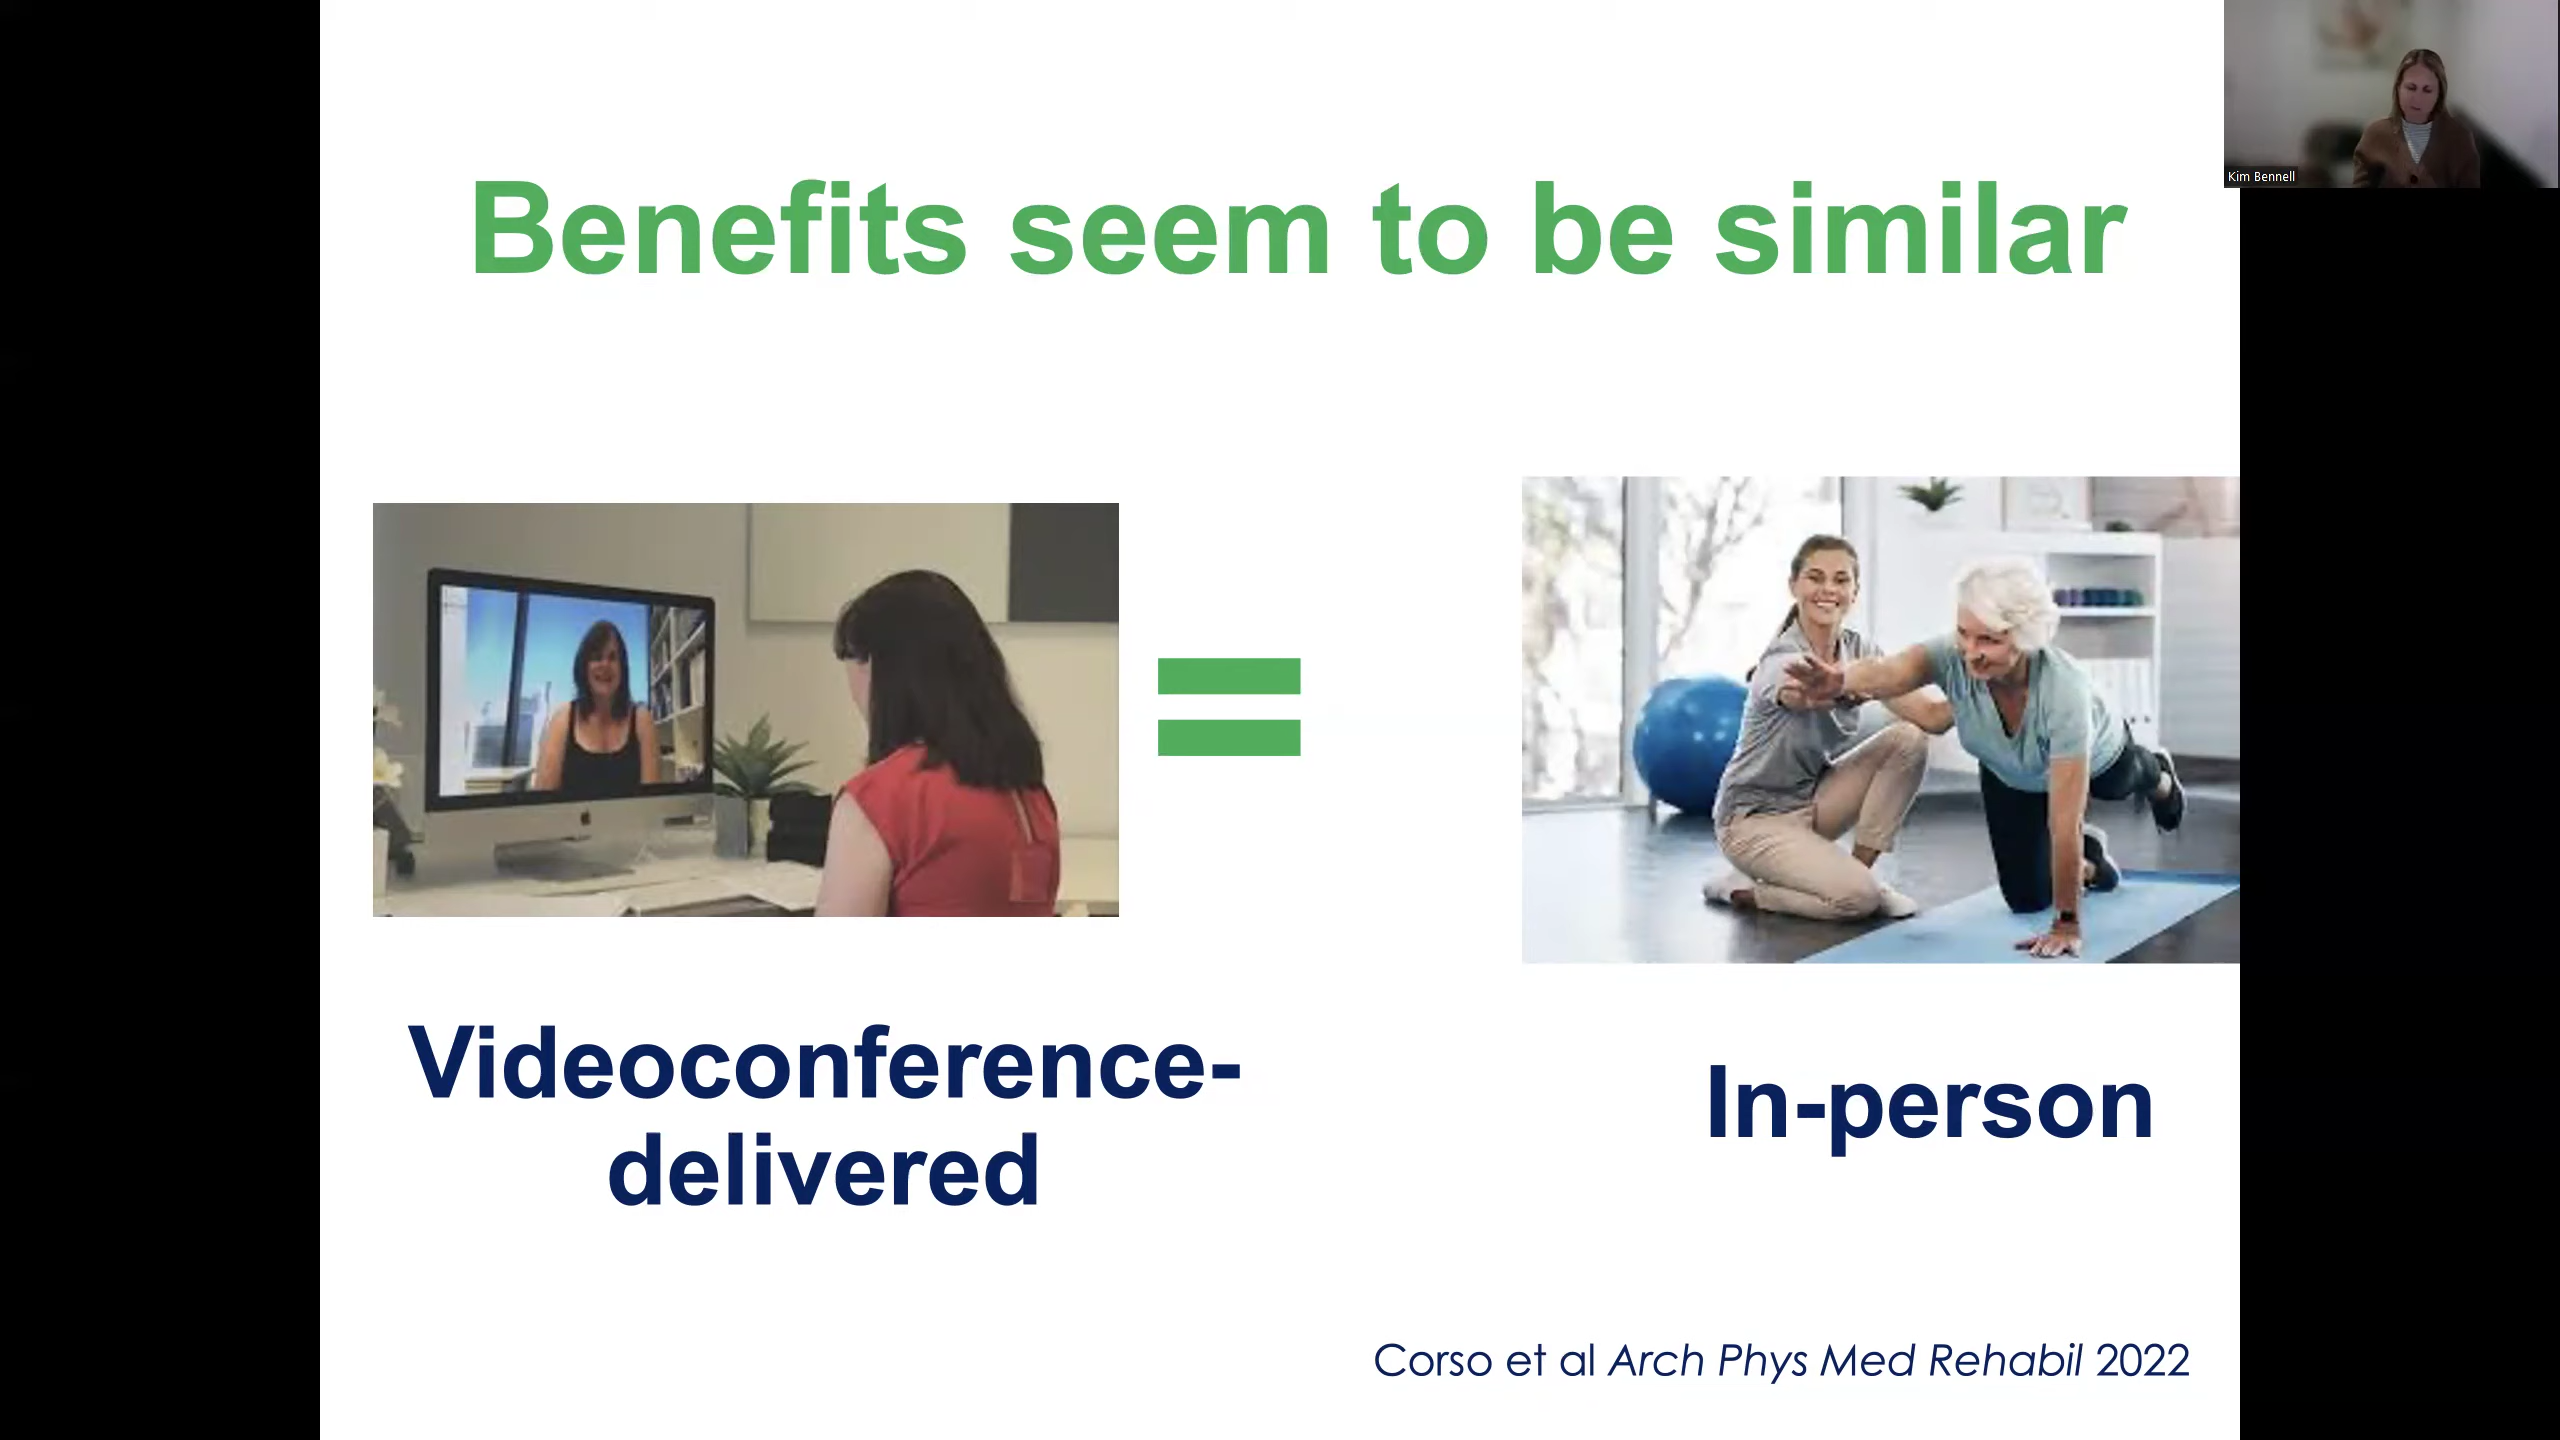 Benefits seem to be similar
Kim Bennell
Videoconference-
delivered
In-person
Corso et al Arch Phys Med Rehabil 2022